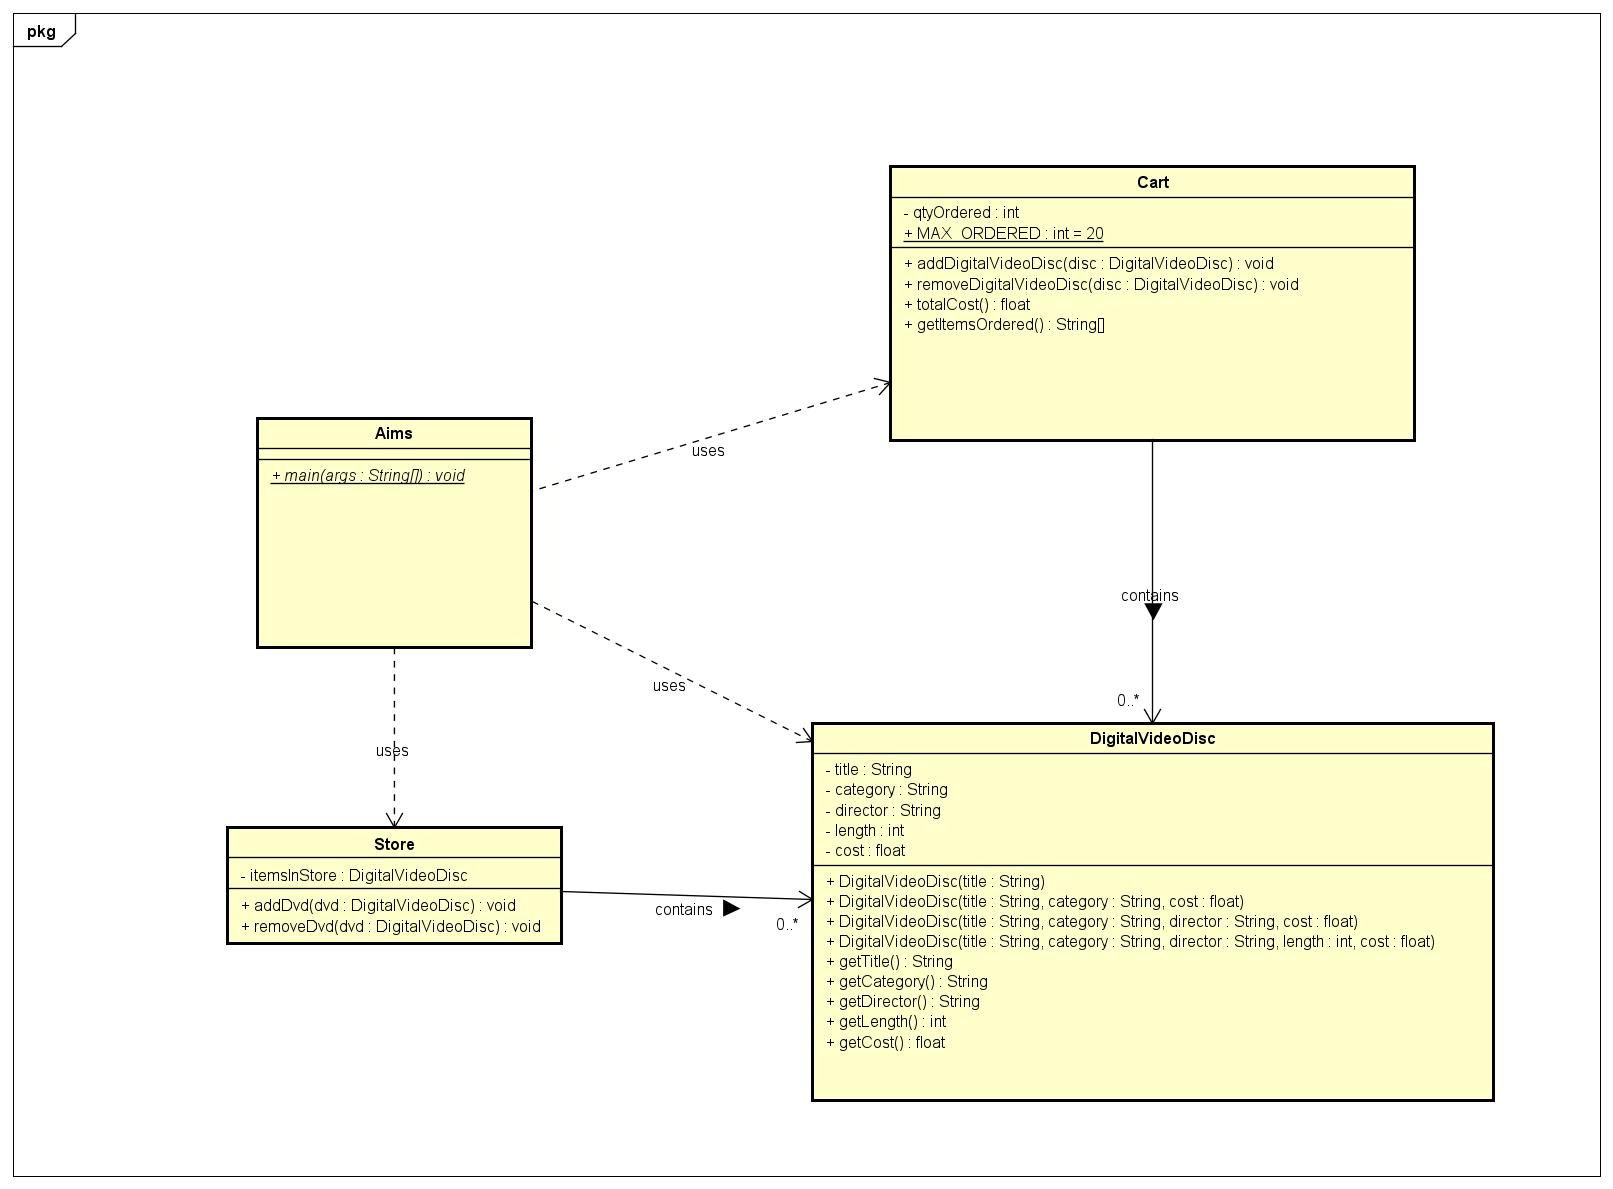 pkg
Cart
- qtyOrdered : int
+ MAX_ORDERED : int = 20
+ addDigitalVideoDisc(disc : DigitalVideoDisc) : void
+ removeDigitalVideoDisc(disc : DigitalVideoDisc) : void
+ totalCost() : float
+ getItemsOrdered() : String[]
Aims
+ main(args : String[]) : void
uses
contains
uses
0..*
uses
DigitalVideoDisc
- title : String
- category : String
- director : String
- length : int
- cost : float
+ DigitalVideoDisc(title : String)
+ DigitalVideoDisc(title : String, category : String, cost : float)
+ DigitalVideoDisc(title : String, category : String, director : String, cost : float)
+ DigitalVideoDisc(title : String, category : String, director : String, length : int, cost : float)
+ getTitle() : String
+ getCategory() : String
+ getDirector() : String
+ getLength() : int
+ getCost() : float
Store
- itemsInStore : DigitalVideoDisc
+ addDvd(dvd : DigitalVideoDisc) : void
+ removeDvd(dvd : DigitalVideoDisc) : void
contains
0..*